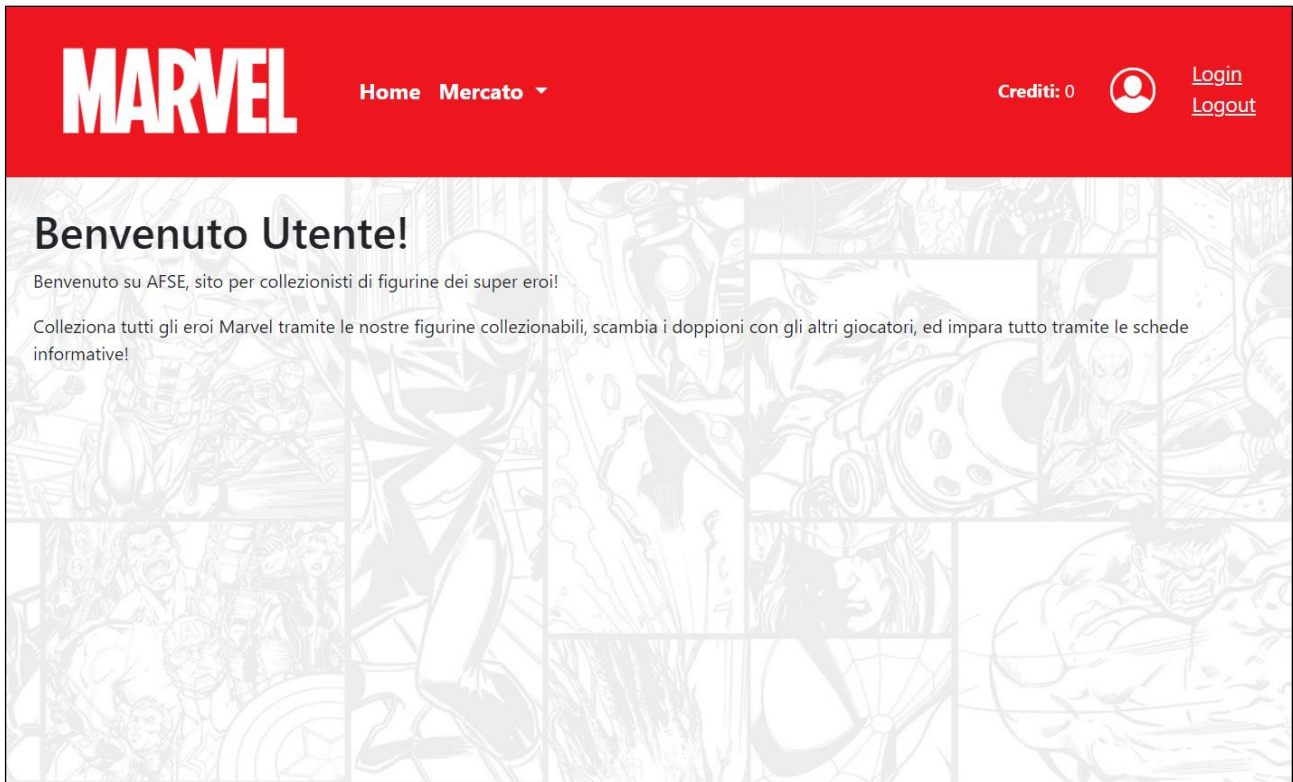 MARVEL
Home Mercato
Crediti: 0
Login
Logout
Benvenuto Utente!
Benvenuto su AFSE, sito per collezionisti di figurine dei super eroi!
Colleziona tutti gli eroi Marvel tramite le nostre figurine collezionabili, scambia i doppioni con gli altri giocatori, ed impara tutto tramite le schede
informative!